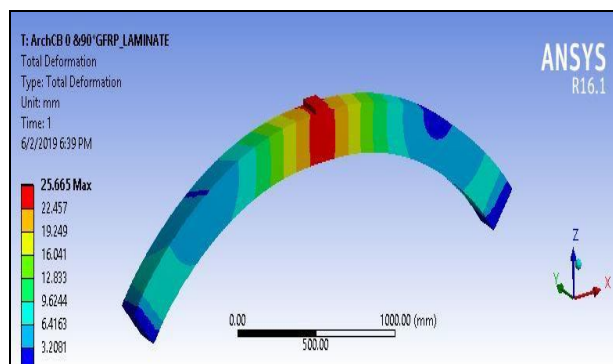 T: ArchCB 0 &90°GFRP_LAMINATE
Total Deformation
Type: Total Deformation
Unit: mm
Time: 1
6/2/2019 6:39 PM
ANSYS
R16.1
25.665 Max
22.457
19.249
16.041
12.833
9.6244
6.4163
3.2081
0.00
1000.00 (mm)
500.00
Z
Y
X